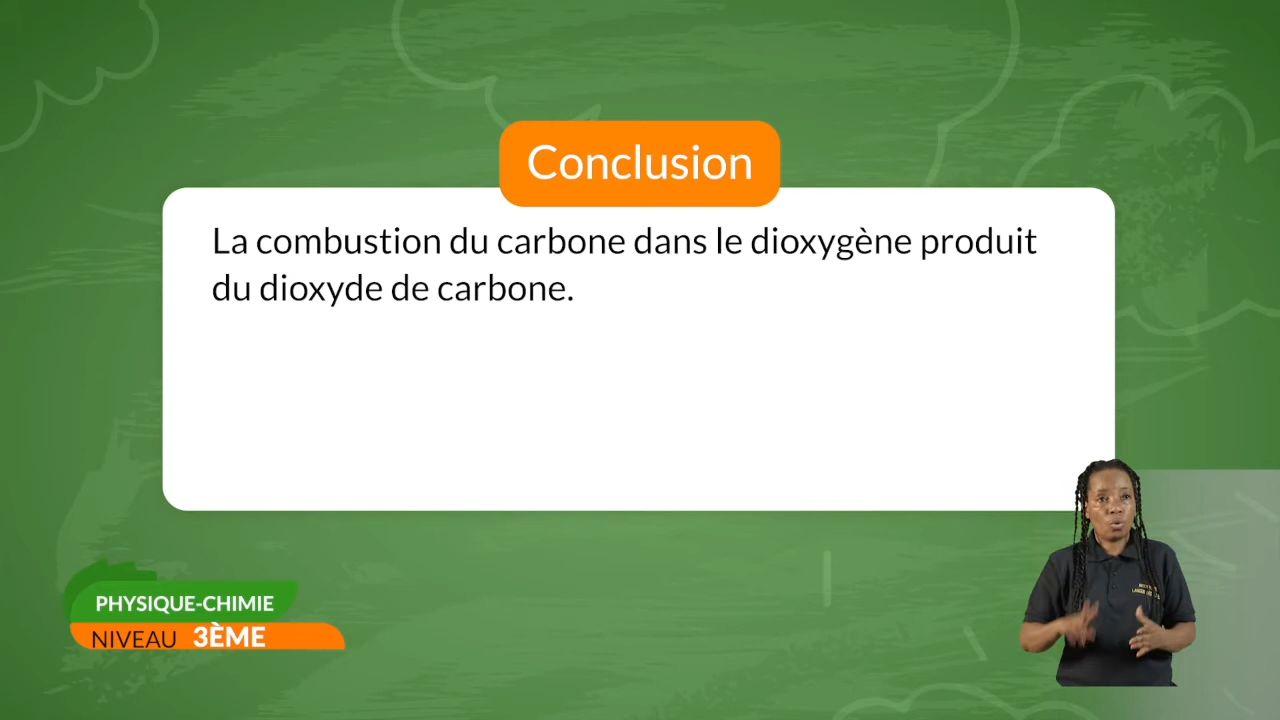 Conclusion
La combustion du carbone dans le dioxygène produit
du dioxyde de carbone.
PHYSIQUE-CHIMIE
NIVEAU 3ÈME